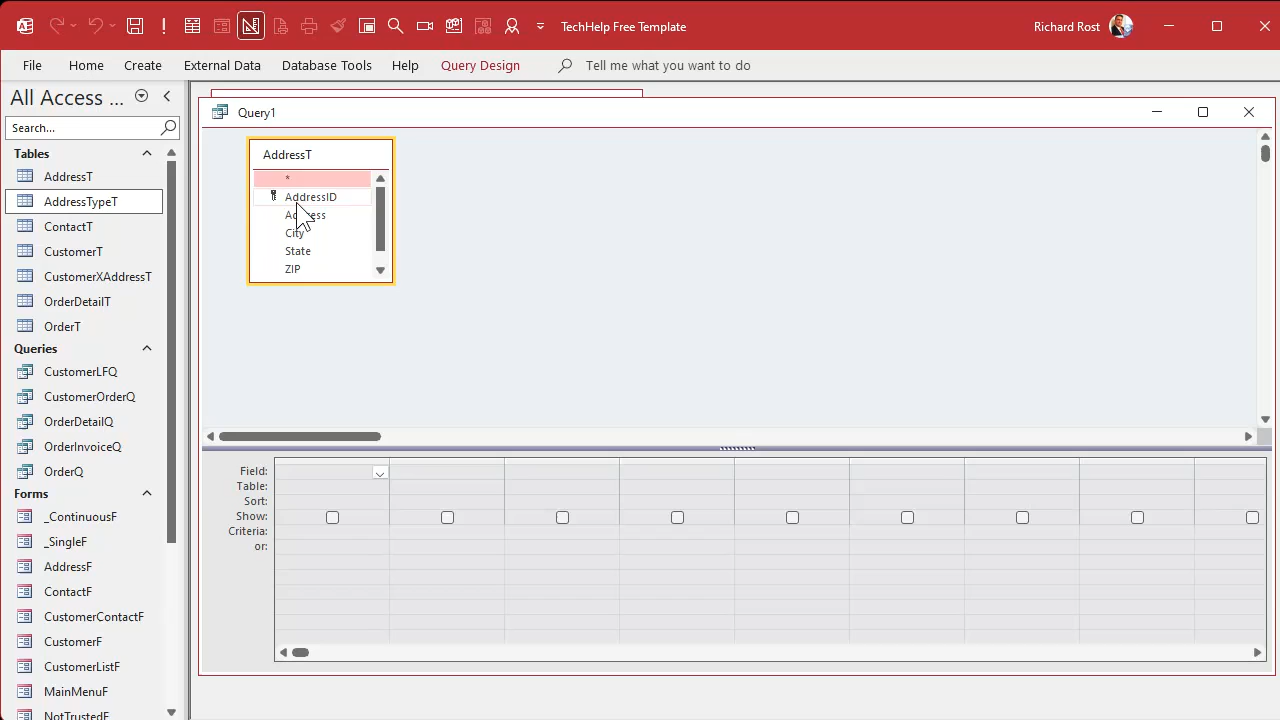 TechHelp Free Template
Richard Rost
File
Home
Create
External Data
Database Tools
Help
Query Design
Tell me what you want to do
All Access ...
Search...
Tables
AddressT
AddressTypeT
ContactT
CustomerT
CustomerXAddressT
OrderDetailT
OrderT
Queries
CustomerLFQ
CustomerOrderQ
OrderDetailQ
OrderInvoiceQ
OrderQ
Forms
_ContinuousF
_SingleF
AddressF
ContactF
CustomerContactF
CustomerF
CustomerListF
MainMenuF
NotTrustedF
Query1
AddressT
*
AddressID
Address
City
State
ZIP
Field:
Table:
Sort:
Show:
Criteria:
or: